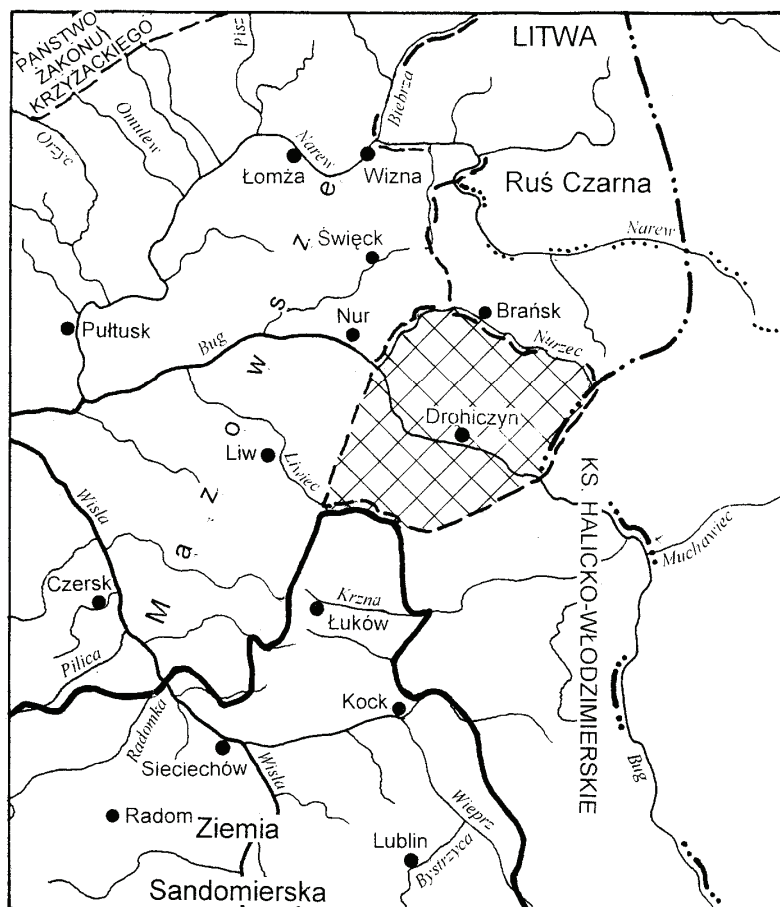 PAŃSTWO
ZAKONU
KRZYŻACKIEGO
Pisz
LITWA
Biebrza
Omulew
Orzyc
Narew
Łomża
Wizna
Ruś Czarna
Narew
Święck
Pułtusk
Nur
Brańsk
Bug
Nurzec
Drohiczyn
Liw
Liwiec
Mazowsze
Wisła
KS. HALICKO-WŁODZIMIERSKIE
Muchawiec
Czersk
Krzna
Łuków
Pilica
Kock
Radomka
Sieciechów
Wisła
Bug
Radom
Ziemia
Wieprz
Lublin
Bystrzyca
Sandomierska